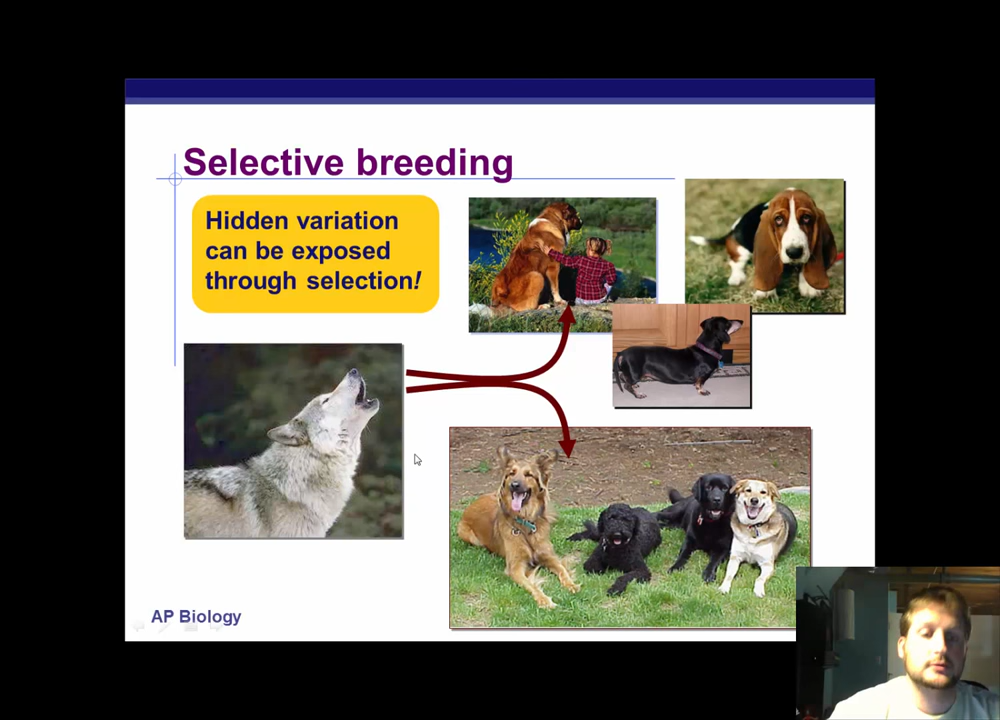 Selective breeding
Hidden variation
can be exposed
through selection!
AP Biology